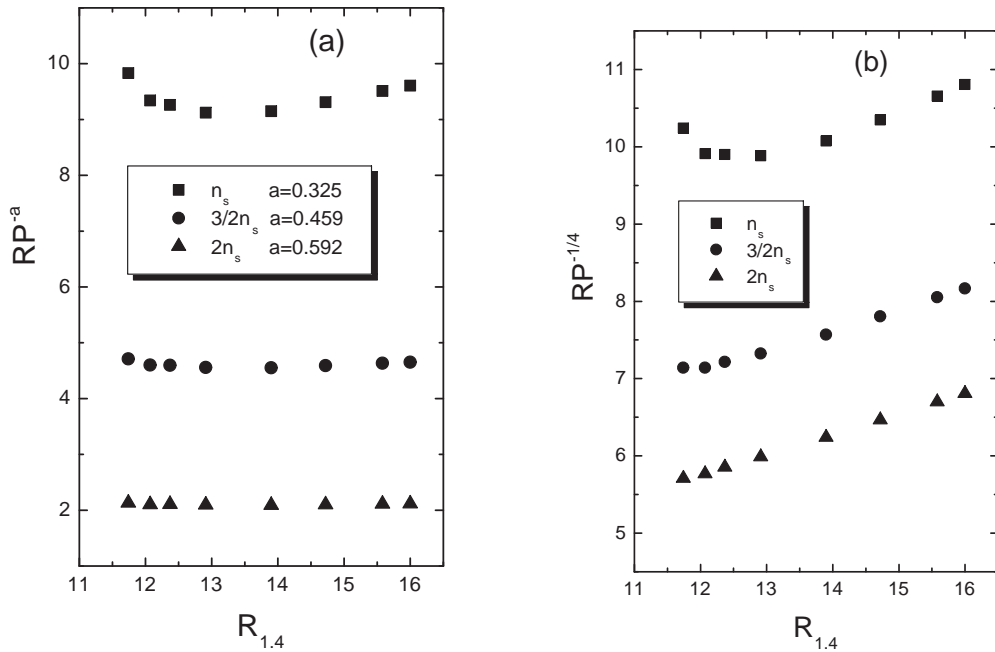 (a)
10
8
6
4
2
RP^-a
■ n_s a=0.325
● 3/2n_s a=0.459
▲ 2n_s a=0.592
11 12 13 14 15 16
R_1,4
(b)
11
10
9
8
7
6
5
RP^-1/4
■ n_s
● 3/2n_s
▲ 2n_s
11 12 13 14 15 16
R_1,4